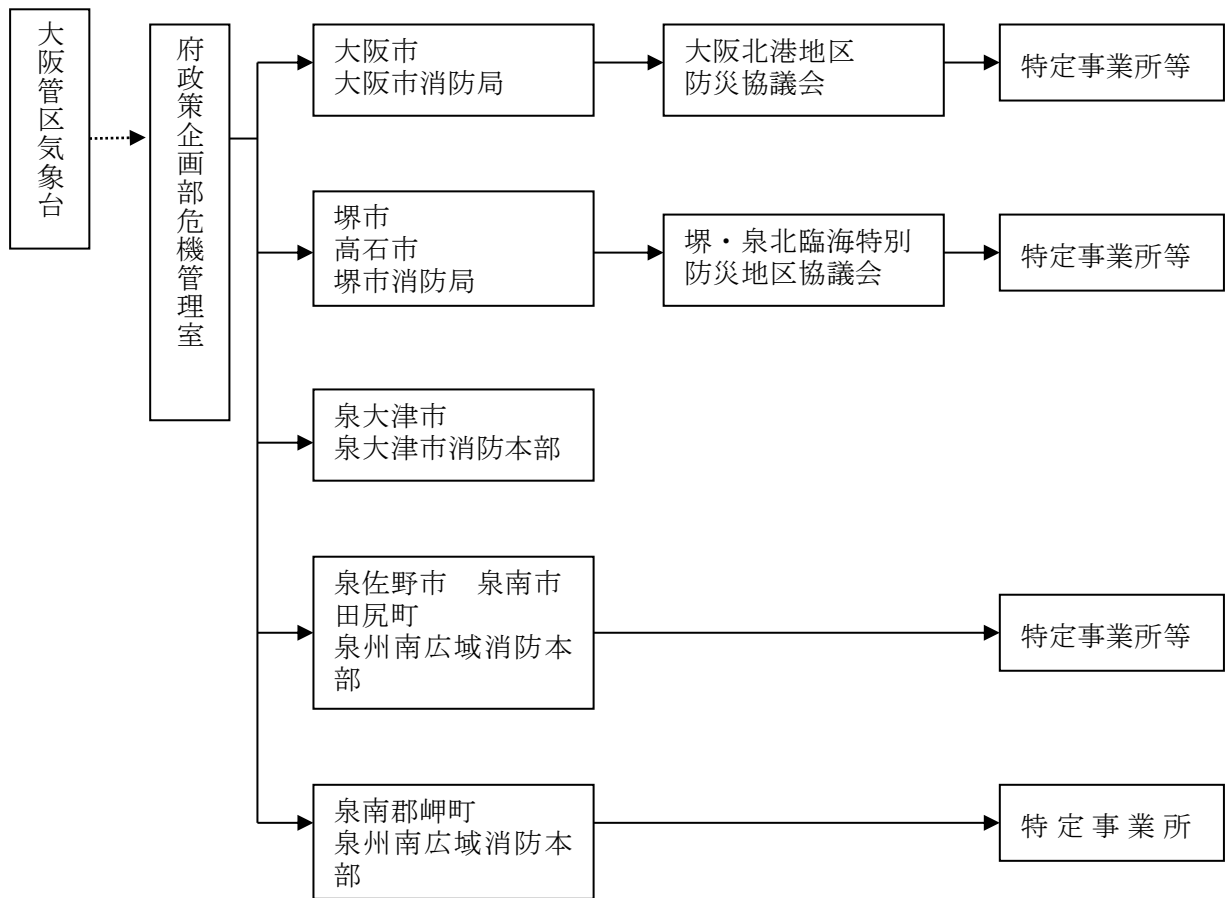 大阪管区気象台
府政策企画部危機管理室
大阪市
大阪市消防局
大阪北港地区
防災協議会
特定事業所等
堺市
高石市
堺市消防局
堺・泉北臨海特別
防災地区協議会
特定事業所等
泉大津市
泉大津市消防本部
泉佐野市　泉南市
田尻町
泉州南広域消防本
部
特定事業所等
泉南郡岬町
泉州南広域消防本
部
特 定 事 業 所